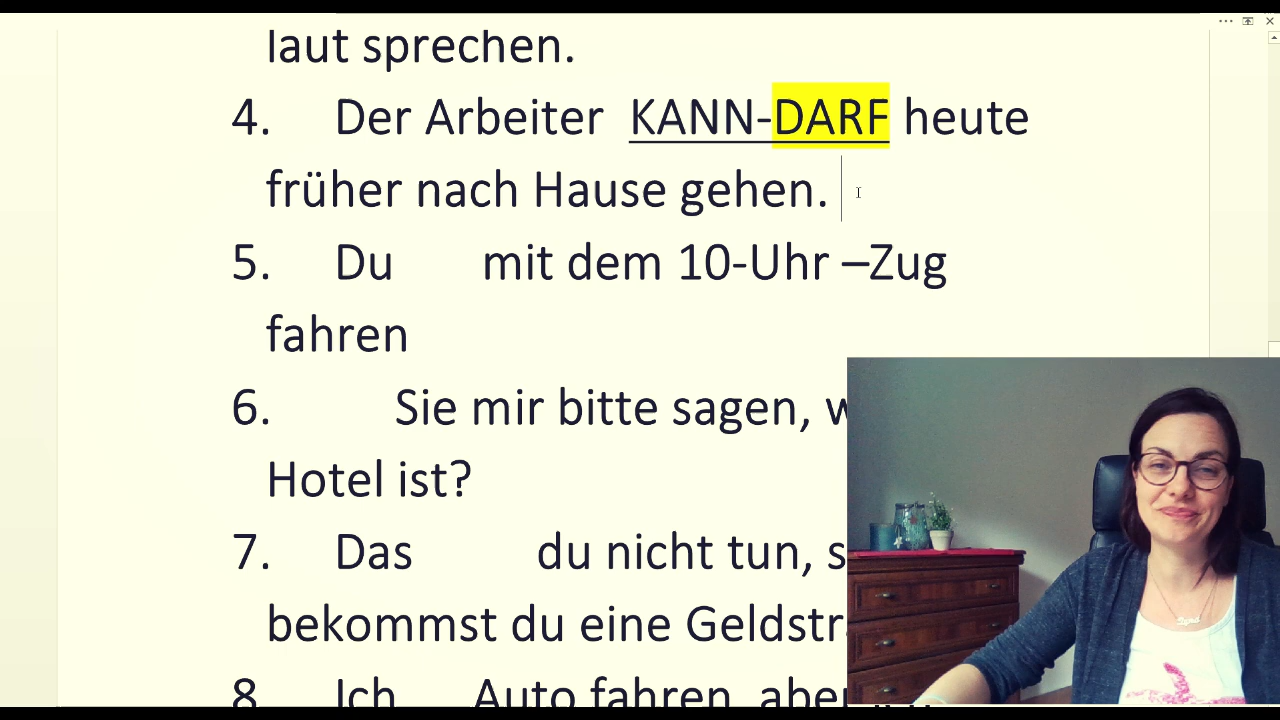 laut sprechen.
4. Der Arbeiter KANN-DARF heute
früher nach Hause gehen.
5. Du mit dem 10-Uhr –Zug
fahren
6. Sie mir bitte sagen,
Hotel ist?
7. Das du nicht tun,
bekommst du eine
8. Ich Auto fahren,